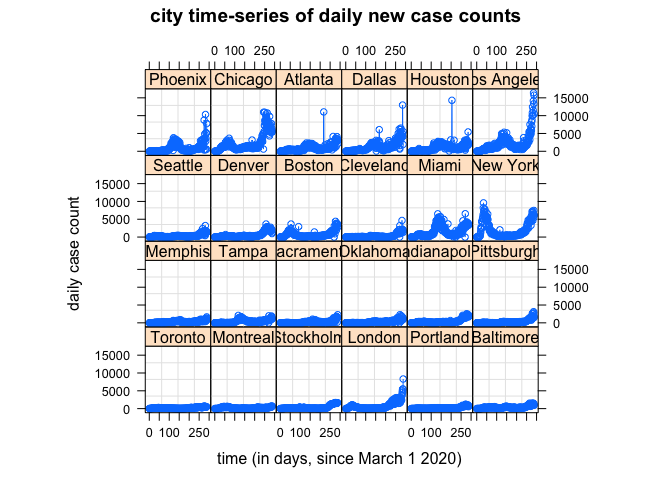 city time-series of daily new case counts
0 100 250 0 100 250 0 100 250
Phoenix Chicago Atlanta Dallas Houston os Angele
15000
10000
5000
0
Seattle Denver Boston Cleveland Miami New York
15000
10000
5000
0
Memphis Tampa acrament Oklahoma dianapol Pittsburgh
15000
10000
5000
0
Toronto Montreal Stockholm London Portland Baltimore
15000
10000
5000
0
0 100 250 0 100 250 0 100 250
daily case count
time (in days, since March 1 2020)